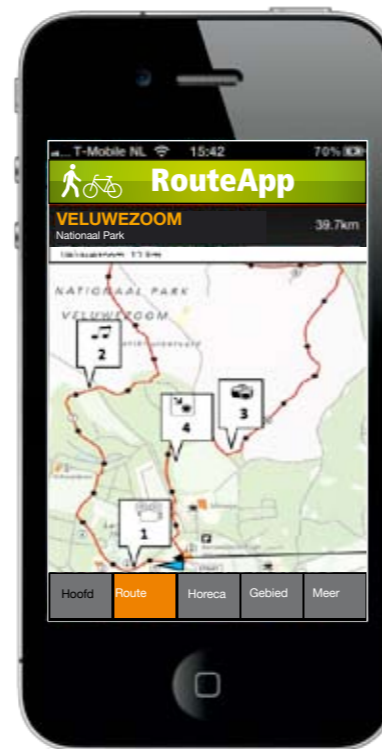 T-Mobile NL 15:42 70%
RouteApp
VELUWEZOOM
Nationaal Park
39.7km
NATIONAAL PARK
VELUWEZOOM
2
3
4
1
Hoofd Route Horeca Gebied Meer